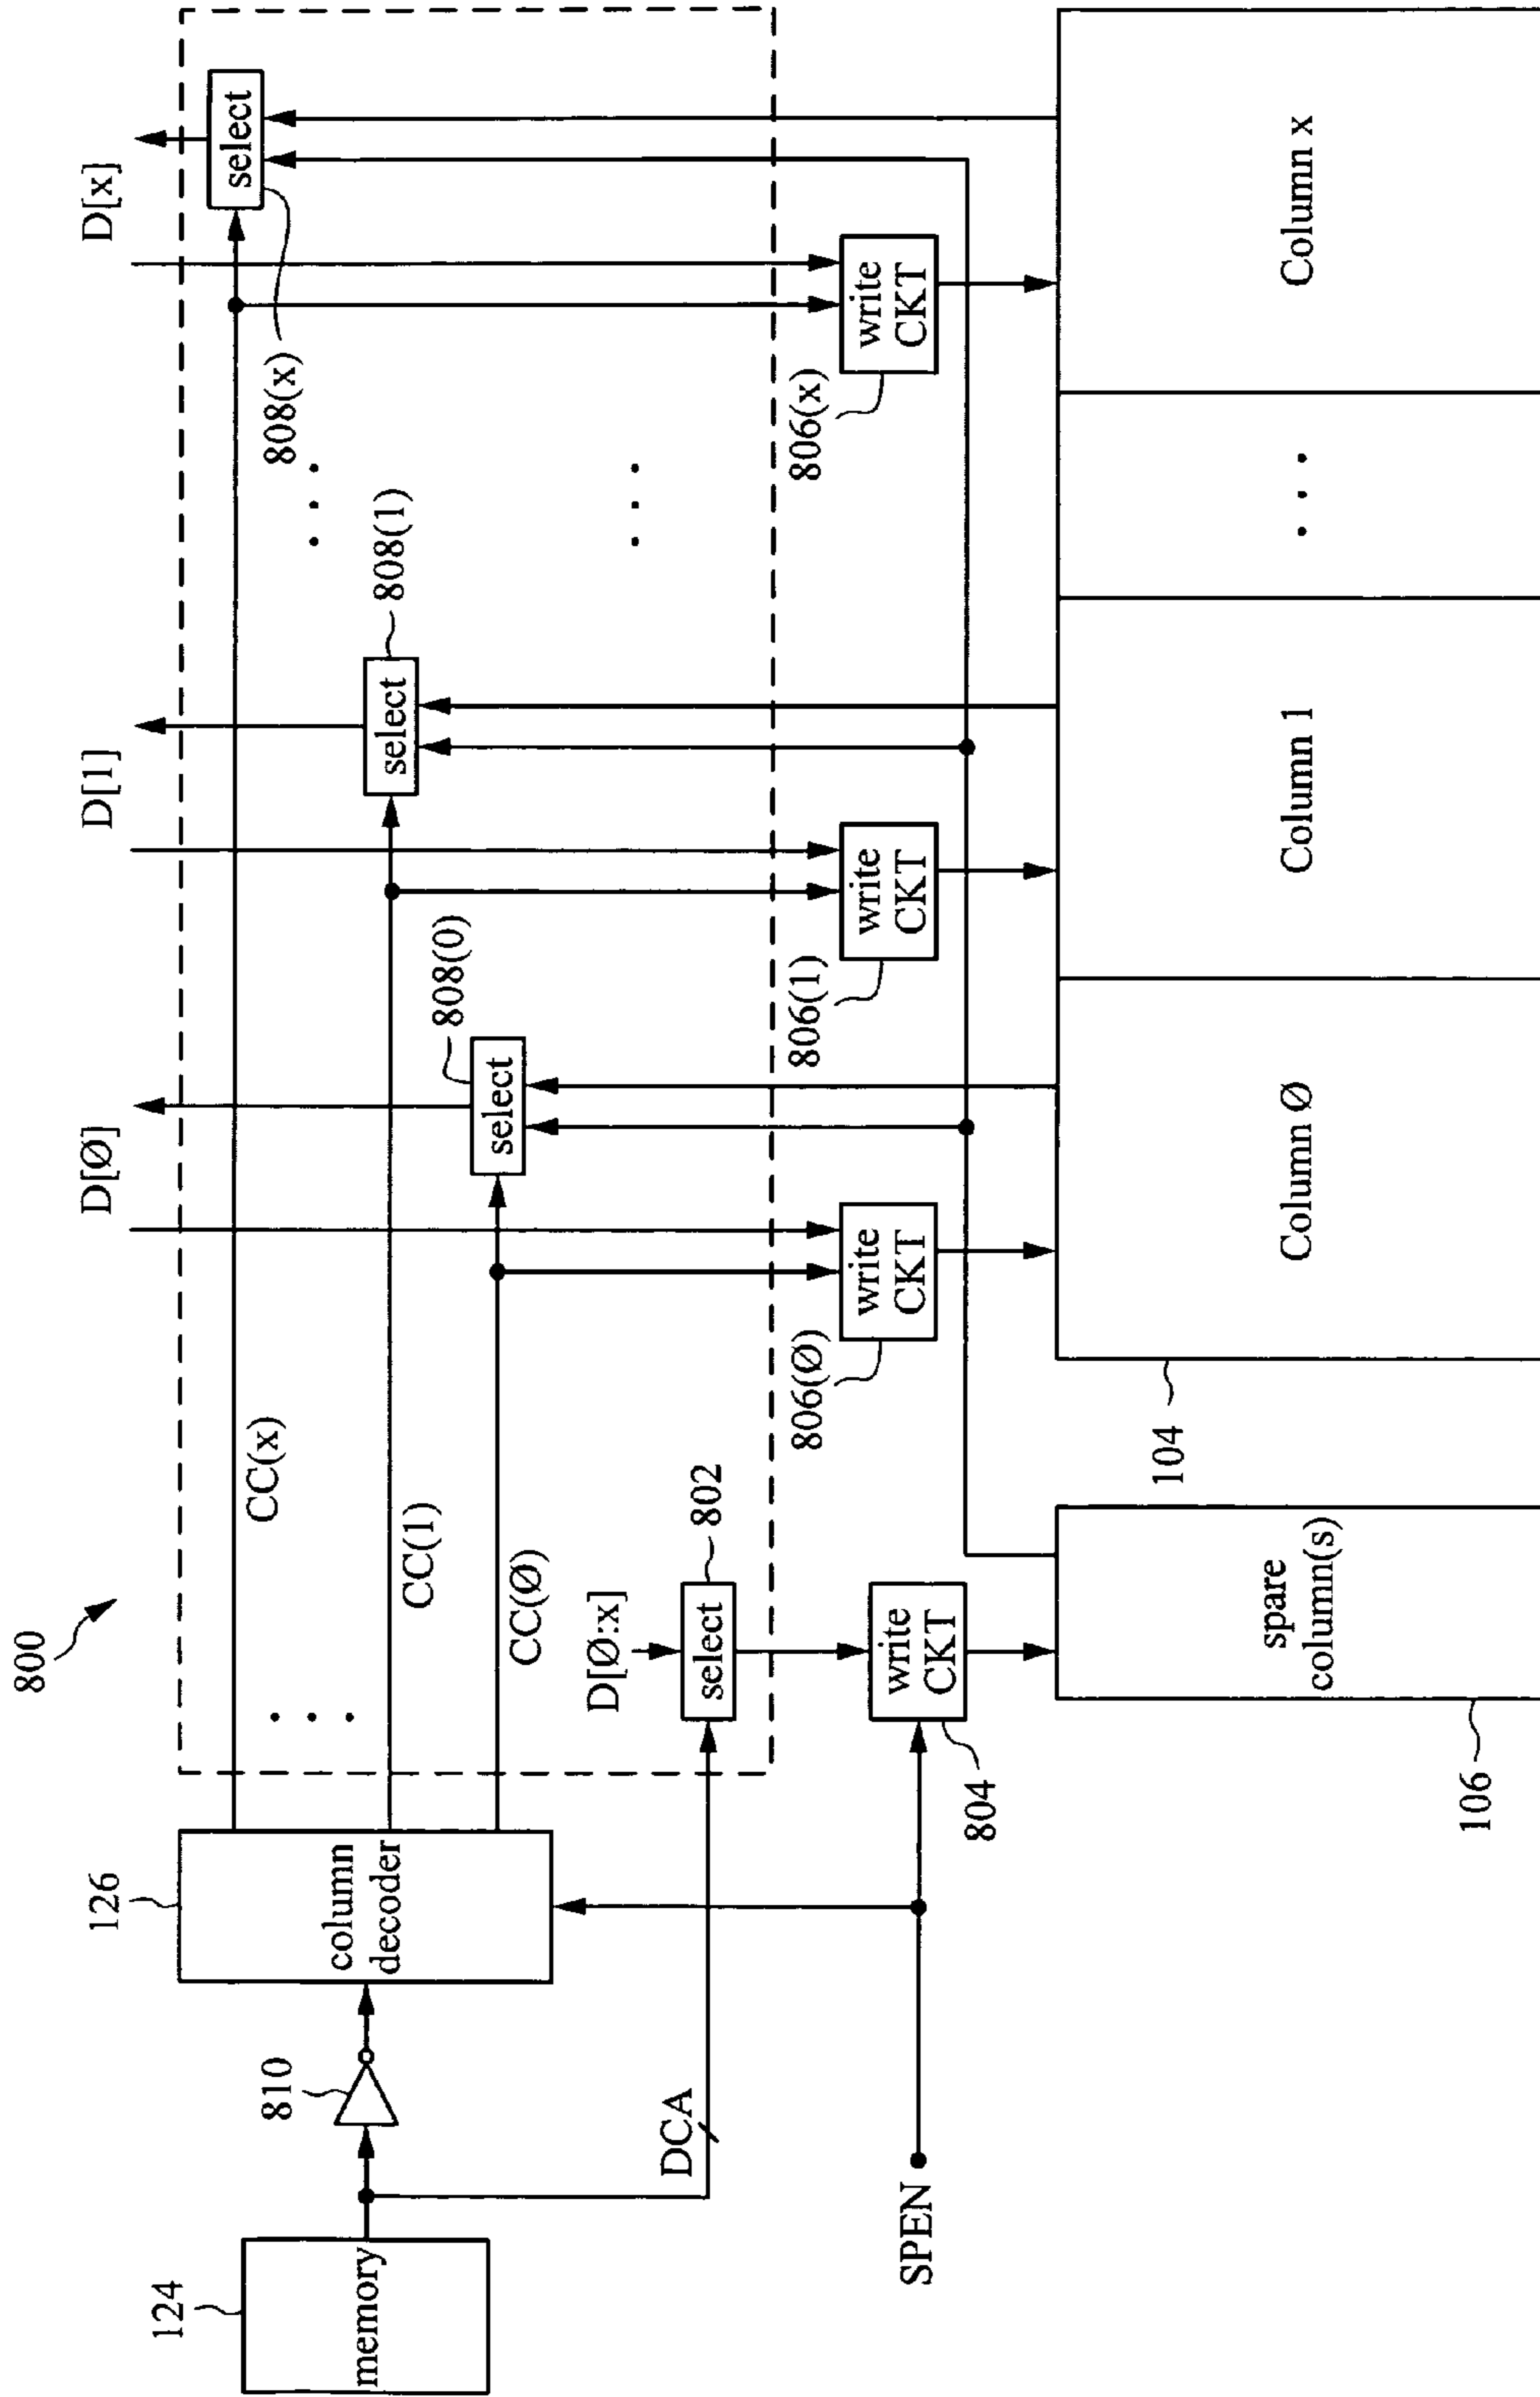 800
D[Ø]
D[1]
D[x]
126
column
decoder
CC(x)
CC(1)
CC(Ø)
select
808(x)
select
808(1)
select
808(0)
124
memory
810
DCA
D[Ø:x]
select
802
SPEN
write
CKT
804
write
CKT
806(Ø)
write
CKT
806(1)
write
CKT
806(x)
spare
column(s)
106
Column Ø
104
Column 1
. . .
Column x